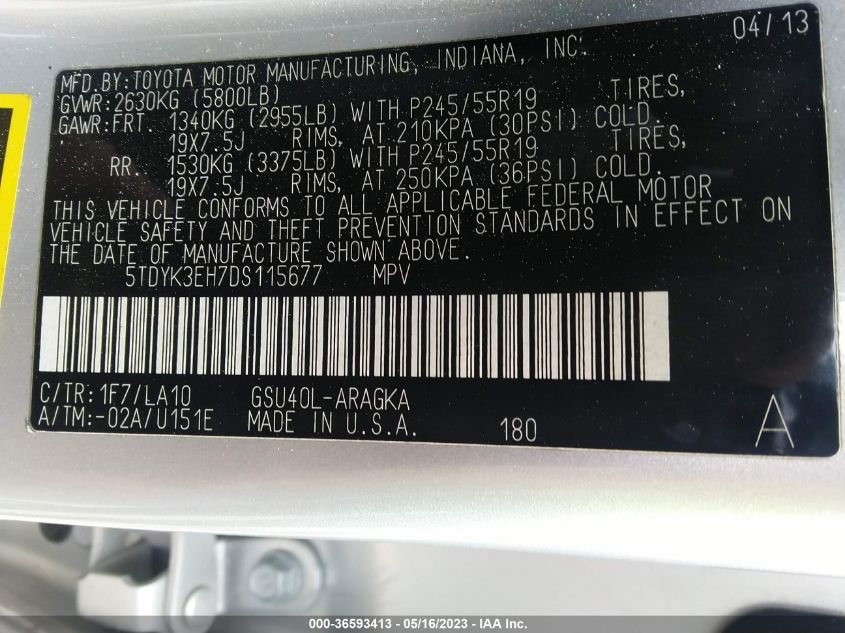 04/13
MFD.BY:TOYOTA MOTOR MANUFACTURING, INDIANA, INC.
GVWR:2630KG (5800LB)
GAWR:FRT. 1340KG (2955LB) WITH P245/55R19 TIRES,
19X7.5J RIMS, AT 210KPA (30PSI) COLD.
RR. 1530KG (3375LB) WITH P245/55R19 TIRES,
19X7.5J RIMS, AT 250KPA (36PSI) COLD.
THIS VEHICLE CONFORMS TO ALL APPLICABLE FEDERAL MOTOR
VEHICLE SAFETY AND THEFT PREVENTION STANDARDS IN EFFECT ON
THE DATE OF MANUFACTURE SHOWN ABOVE.
5TDYK3EH7DS115677 MPV
C/TR:1F7/LA10 GSU40L-ARAGKA
A/TM:-02A/U151E MADE IN U.S.A. 180 A
000-36593413 - 05/16/2023 - IAA Inc.